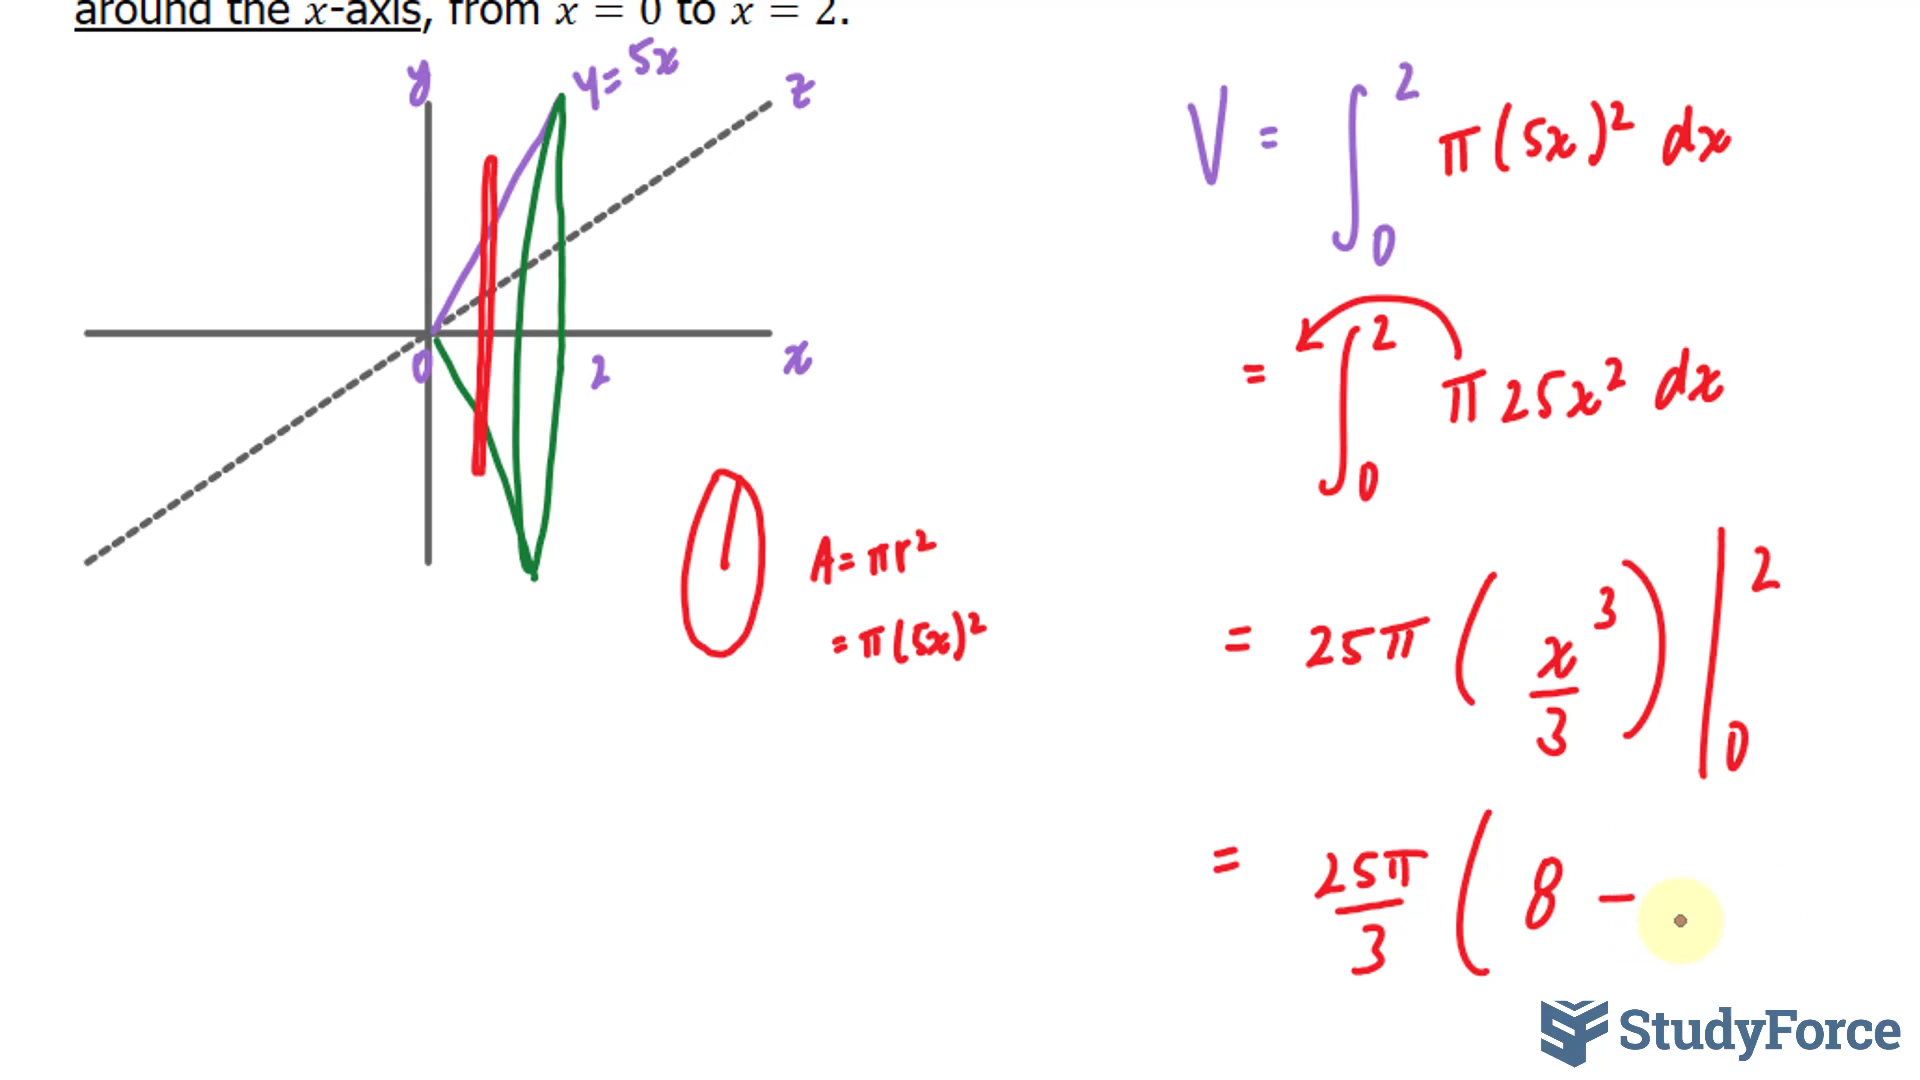 around the x-axis, from x = 0 to x = 2.
y
y = 5x
z
0
2
x
A = πr²
= π(5x)²
V = ∫₀² π(5x)² dx
= ∫₀² π25x² dx
= 25π (x³/3) |₀²
= 25π/3 (8 −
StudyForce